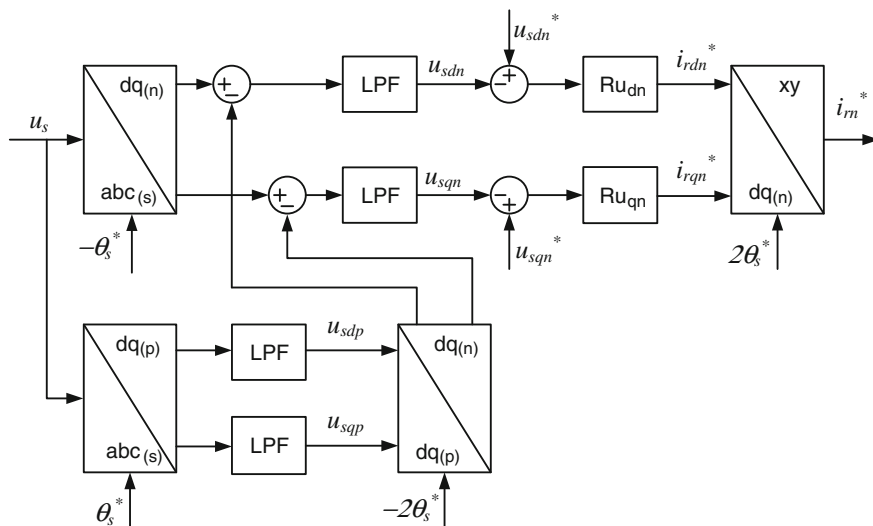 u_sdn*
dq(n)
+
−
LPF
u_sdn
−
+
Ru_dn
i_rdn*
xy
i_rn*
u_s
abc(s)
+
−
LPF
u_sqn
−
+
Ru_qn
i_rqn*
dq(n)
−θ_s*
u_sqn*
2θ_s*
dq(p)
LPF
u_sdp
dq(n)
abc(s)
LPF
u_sqp
dq(p)
θ_s*
−2θ_s*